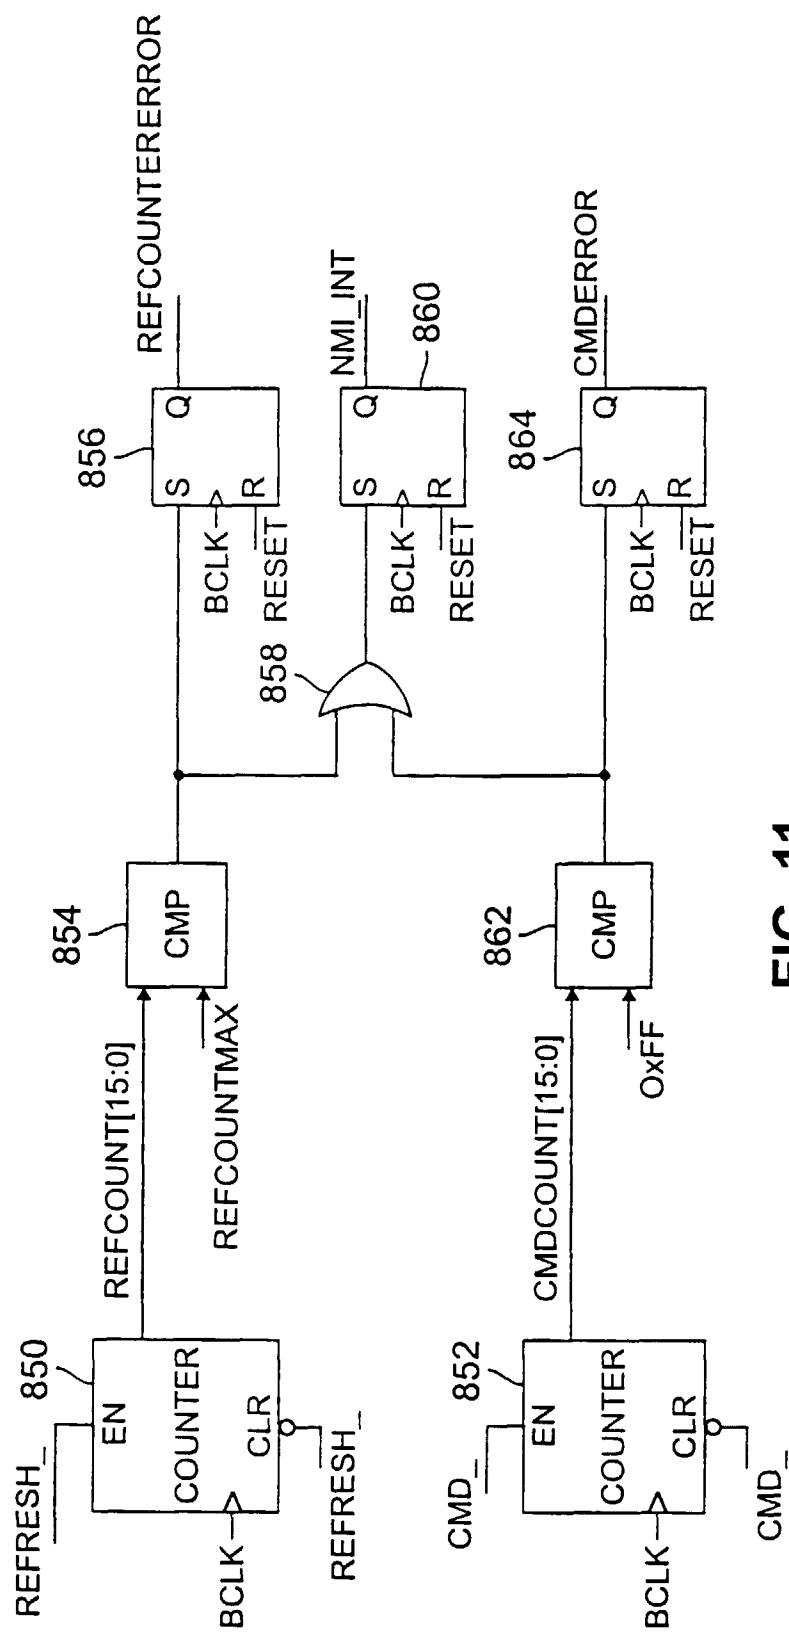 REFRESH_
850
EN
COUNTER
CLR
BCLK
REFRESH_
REFCOUNT[15:0]
REFCOUNTMAX
854
CMP
856
S
Q
BCLK
R
RESET
REFCOUNTERERROR
858
S
Q
NMI_INT
BCLK
R
RESET
860
CMD_
852
EN
COUNTER
CLR
BCLK
CMD_
CMDCOUNT[15:0]
OxFF
862
CMP
864
S
Q
BCLK
R
RESET
CMDERROR
FIG. 11